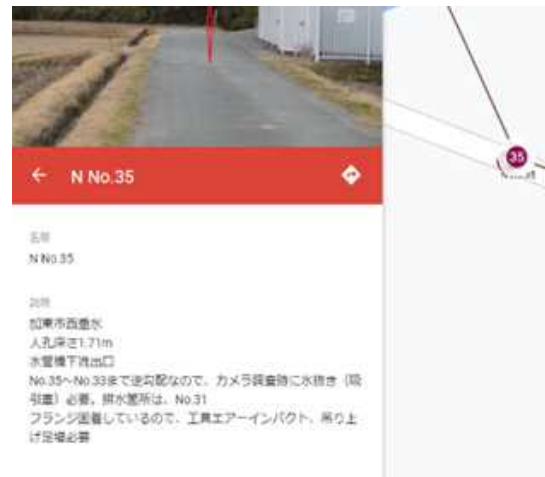 N No.35
35
名前
N No.35
説明
加東市西垂水
人孔深さ1.71m
水管橋下流出口
No.35～No.33まで逆勾配なので、カメラ調査時に水抜き（吸
引車）必要。排水箇所は、No.31
フランジ固着しているので、工具エアーインパクト、吊り上
げ足場必要